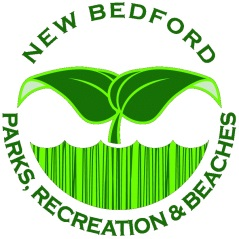 NEW BEDFORD
PARKS, RECREATION & BEACHES